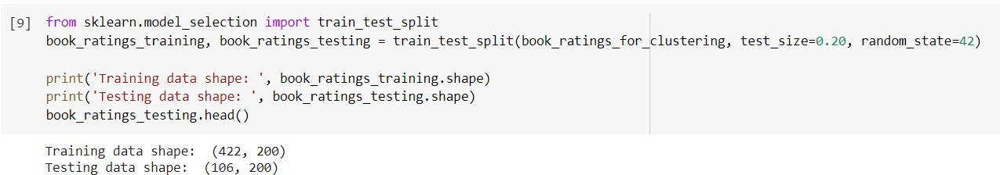 [9] from sklearn.model_selection import train_test_split
book_ratings_training, book_ratings_testing = train_test_split(book_ratings_for_clustering, test_size=0.20, random_state=42)
print('Training data shape: ', book_ratings_training.shape)
print('Testing data shape: ', book_ratings_testing.shape)
book_ratings_testing.head()
Training data shape:  (422, 200)
Testing data shape:  (106, 200)